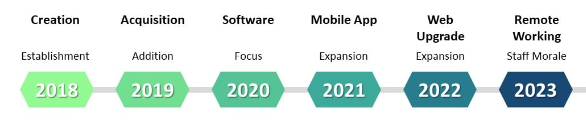 Creation
Acquisition
Software
Mobile App
Web
Upgrade
Remote
Working
Establishment
Addition
Focus
Expansion
Expansion
Staff Morale
2018
2019
2020
2021
2022
2023